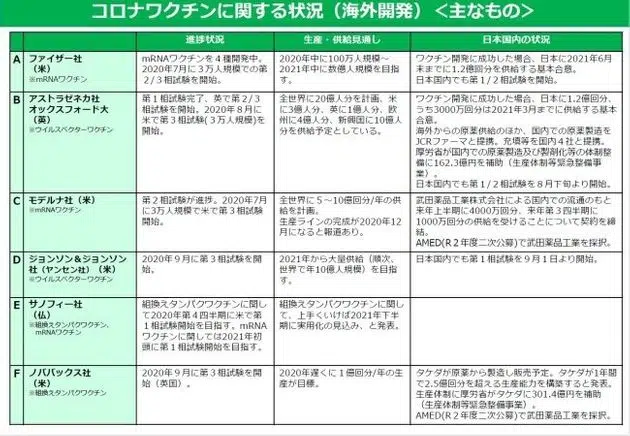 コロナワクチンに関する状況（海外開発）＜主なもの＞
進捗状況
生産・供給見通し
日本国内の状況
A
ファイザー社
（米）
※mRNAワクチン
mRNAワクチンを４種開発中。
2020年7月に３万人規模での第
2/３相試験を開始。
2020年中に100万人規模～
2021年中に数億人規模を目指
す。
ワクチン開発に成功した場合、日本に2021年6月
末までに1.2億回分を供給する基本合意。
日本国内でも第1/2相試験を開始。
B
アストラゼネカ社
オックスフォード大
（英）
※ウイルスベクターワクチン
第１相試験完了、英で第２/３
相試験を開始。2020年８月に
米で第３相試験(３万人規模)を
開始。
全世界に20億人分を計画、米
に3億人分、英に1億人分、欧
州に4億人分、新興国に10億人
分を供給予定としている。
ワクチン開発に成功した場合、日本に1.2億回分、
うち3000万回分は2021年3月までに供給する基本
合意。
海外からの原薬供給のほか、国内での原薬製造を
JCRファーマと提携。充填等を国内４社と提携。
厚労省が国内での原薬製造及び製剤化等の体制整
備に162.3億円を補助（生産体制等緊急整備事
業）。
日本国内でも第１/２相試験を８月下旬より開始。
C
モデルナ社（米）
※mRNAワクチン
第２相試験が進捗。2020年7月
に3万人規模で米で第３相試験
開始。
全世界に５～10億回分/年の供
給を計画。
生産ラインの完成が2020年12
月になると報道あり。
武田薬品工業株式会社による国内での流通のもと
来年上半期に4000万回分、来年第３四半期に
1000万回分の供給を受けることについて契約を締
結。
AMED(R２年度二次公募)で武田薬品工業を採択。
D
ジョンソン＆ジョンソン
社（ヤンセン社）（米）
※ウイルスベクターワクチン
2020年９月に第３相試験を開
始。
2021年から大量供給（順次、
世界で年10億人規模）を目指
す。
日本国内でも第１相試験を９月１日より開始。
E
サノフィー社
（仏）
※組換えタンパクワクチン、
mRNAワクチン
組換えタンパクワクチンに関し
て2020年第４四半期に米で第
１相試験開始を目指す。mRNA
ワクチンに関しては2021年初
頭に第１相試験開始を目指す。
組換えタンパクワクチンに関し
て、上手くいけば2021年下半
期に実用化の見込み、と発表。
F
ノババックス社
（米）
※組換えタンパクワクチン
2020年９月に第３相試験を開
始（英国）。
2020年遅くに１億回分/年の生
産が目標。
タケダが原薬から製造し販売予定。タケダが1年間
で2.5億回分を超える生産能力を構築すると発表。
生産体制に厚労省がタケダに301.4億円を補助
（生産体制等緊急整備事業）。
AMED(R２年度二次公募)で武田薬品工業を採択。